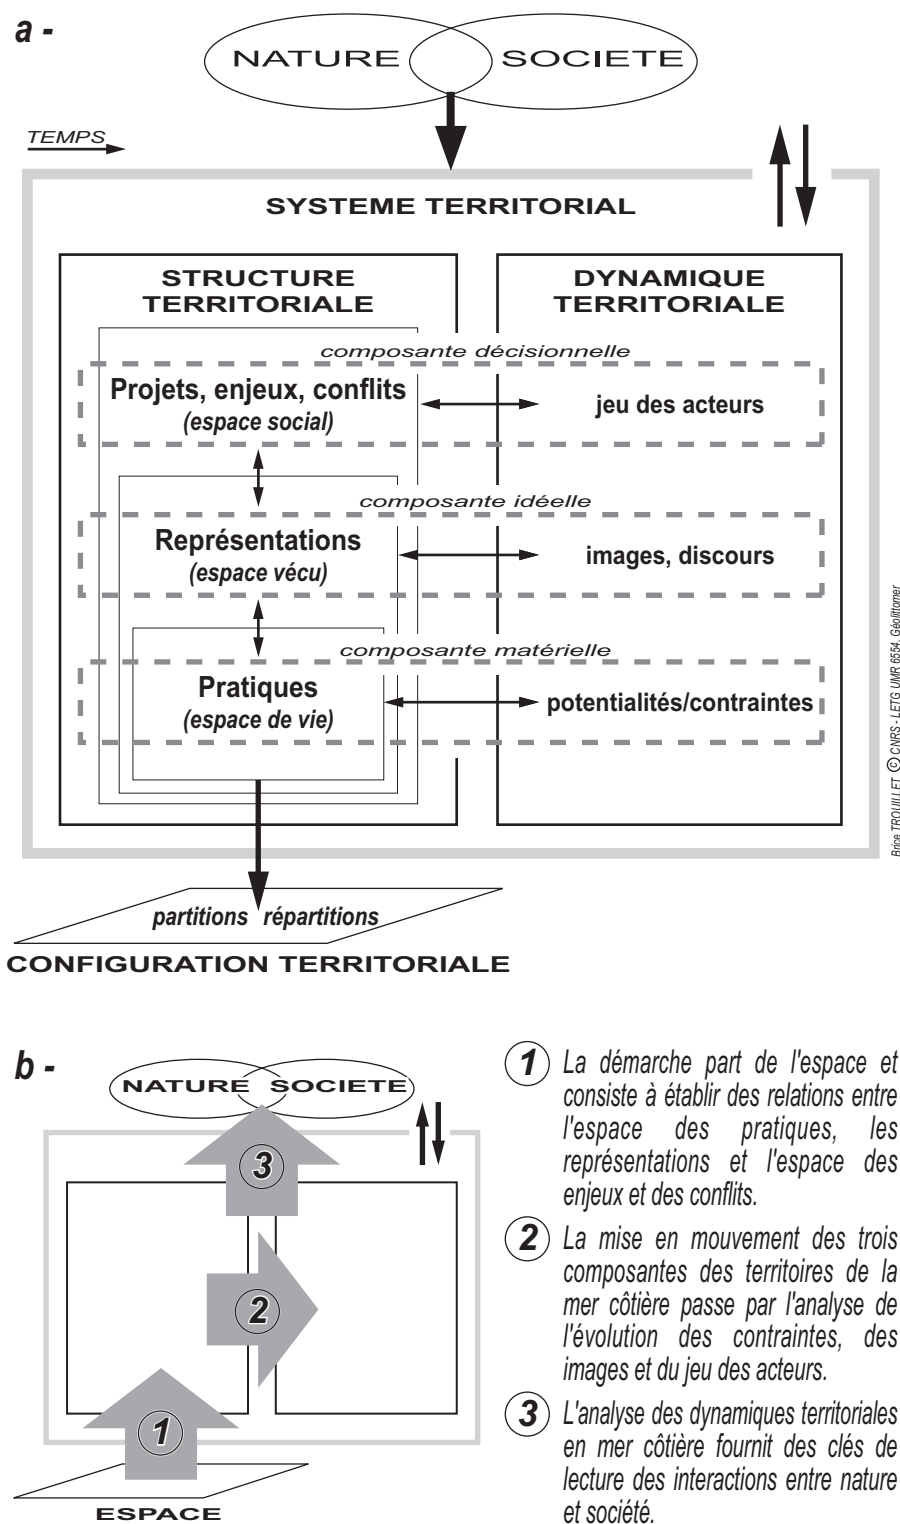 a -
NATURE SOCIETE
TEMPS
SYSTEME TERRITORIAL
STRUCTURE
TERRITORIALE
DYNAMIQUE
TERRITORIALE
composante décisionnelle
Projets, enjeux, conflits
(espace social)
jeu des acteurs
composante idéelle
Représentations
(espace vécu)
images, discours
composante matérielle
Pratiques
(espace de vie)
potentialités/contraintes
partitions répartitions
CONFIGURATION TERRITORIALE
Brice TROUILLET © CNRS - LETG UMR 6554, Géolittomer
b -
NATURE SOCIETE
3
2
1
ESPACE
1 La démarche part de l'espace et
consiste à établir des relations entre
l'espace des pratiques, les
représentations et l'espace des
enjeux et des conflits.
2 La mise en mouvement des trois
composantes des territoires de la
mer côtière passe par l'analyse de
l'évolution des contraintes, des
images et du jeu des acteurs.
3 L'analyse des dynamiques territoriales
en mer côtière fournit des clés de
lecture des interactions entre nature
et société.